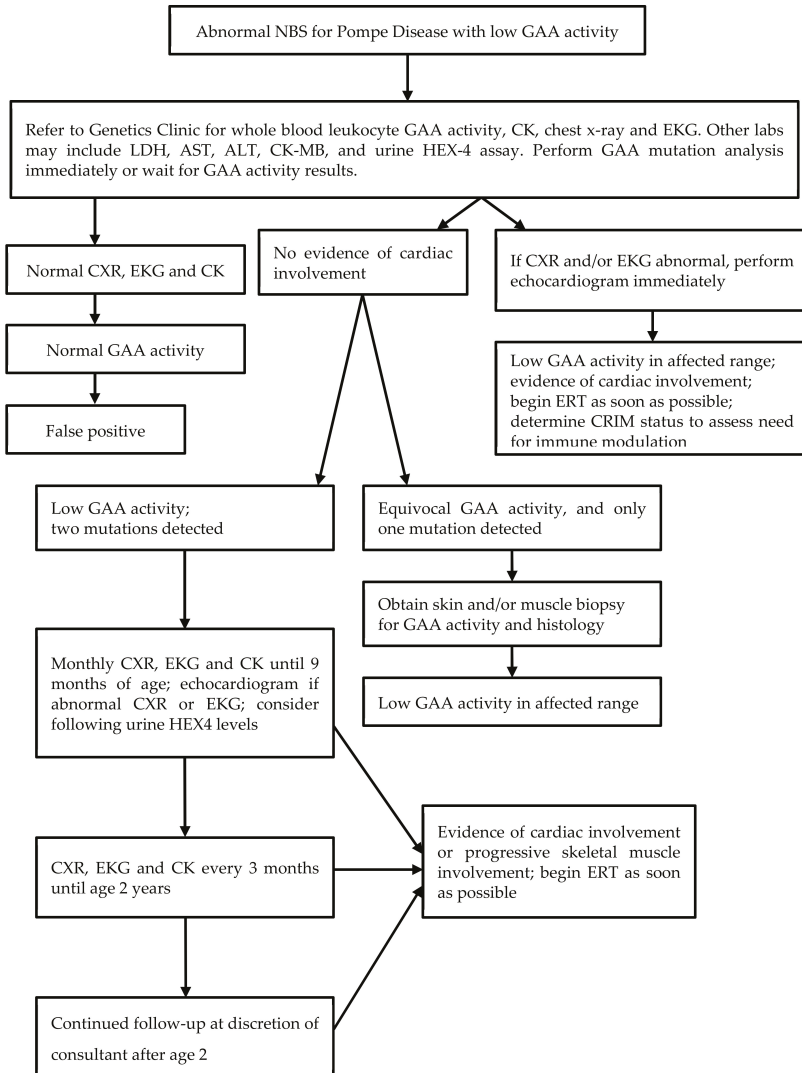 Abnormal NBS for Pompe Disease with low GAA activity
Refer to Genetics Clinic for whole blood leukocyte GAA activity, CK, chest x-ray and EKG. Other labs
may include LDH, AST, ALT, CK-MB, and urine HEX-4 assay. Perform GAA mutation analysis
immediately or wait for GAA activity results.
Normal CXR, EKG and CK
Normal GAA activity
False positive
No evidence of cardiac
involvement
If CXR and/or EKG abnormal, perform
echocardiogram immediately
Low GAA activity in affected range;
evidence of cardiac involvement;
begin ERT as soon as possible;
determine CRIM status to assess need
for immune modulation
Low GAA activity;
two mutations detected
Equivocal GAA activity, and only
one mutation detected
Obtain skin and/or muscle biopsy
for GAA activity and histology
Low GAA activity in affected range
Monthly CXR, EKG and CK until 9
months of age; echocardiogram if
abnormal CXR or EKG; consider
following urine HEX4 levels
CXR, EKG and CK every 3 months
until age 2 years
Evidence of cardiac involvement
or progressive skeletal muscle
involvement; begin ERT as soon
as possible
Continued follow-up at discretion of
consultant after age 2